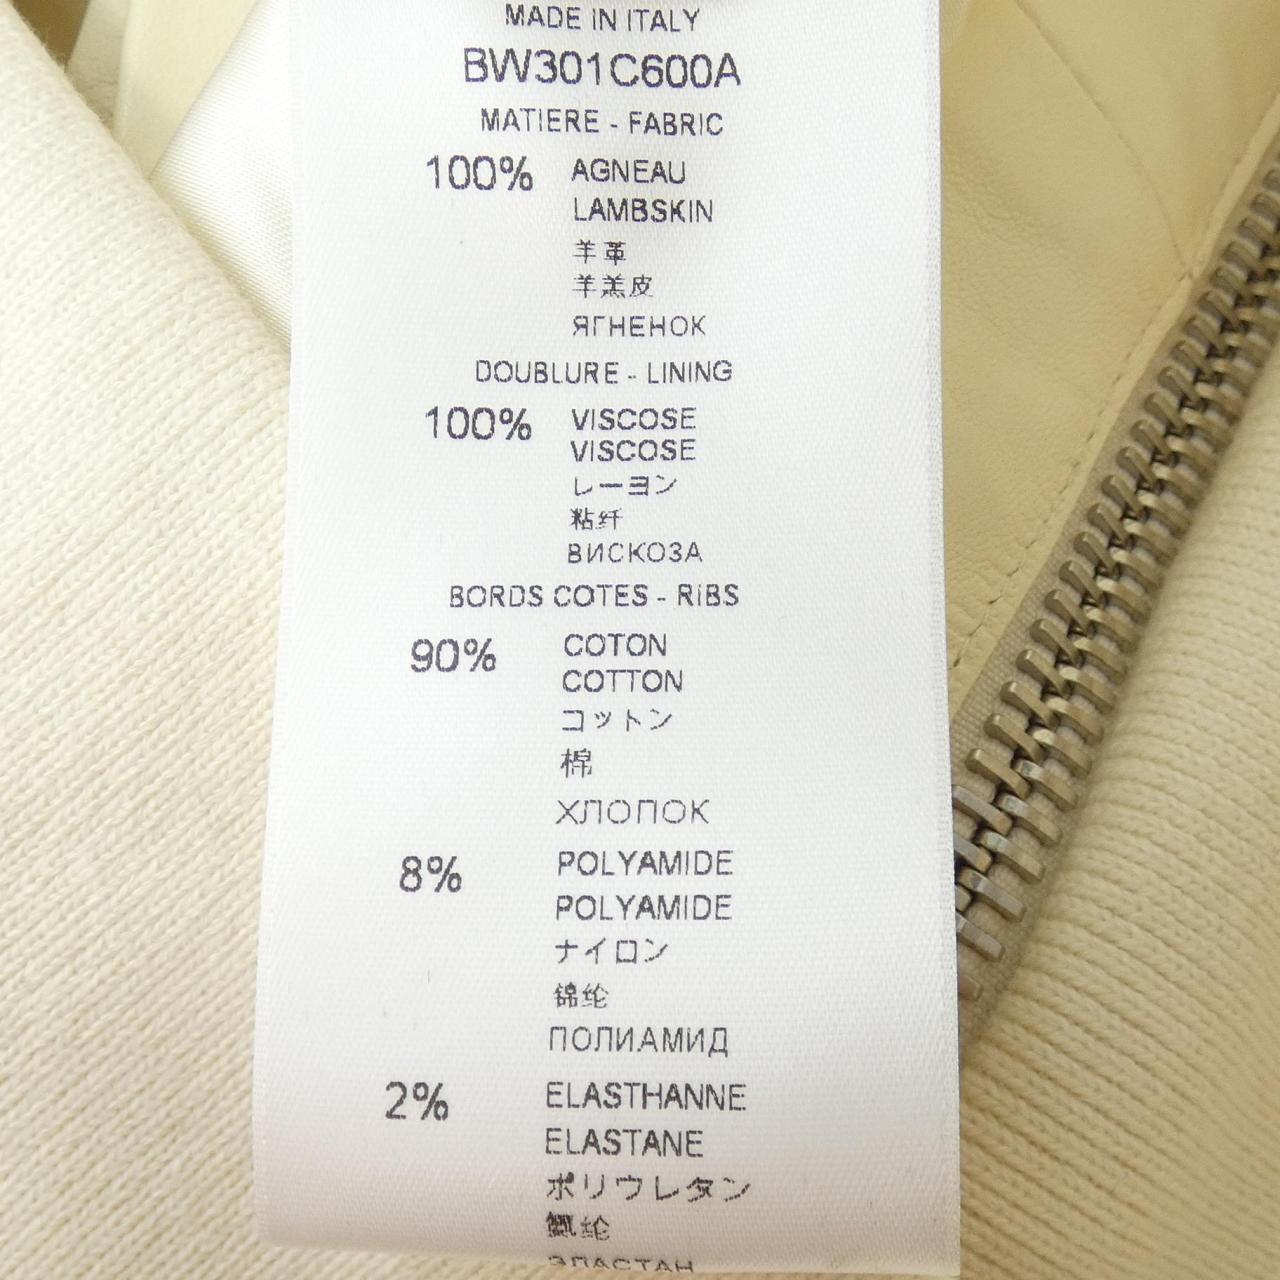 MADE IN ITALY
BW301C600A
MATIERE - FABRIC
100% AGNEAU
LAMBSKIN
羊革
羊羔皮
ЯГНЕНОК
DOUBLURE - LINING
100% VISCOSE
VISCOSE
レーヨン
粘纤
ВИСКОЗА
BORDS COTES - RIBS
90% COTON
COTTON
コットン
棉
ХЛОПОК
8% POLYAMIDE
POLYAMIDE
ナイロン
锦纶
ПОЛИАМИД
2% ELASTHANNE
ELASTANE
ポリウレタン
氨纶
ЭЛАСТАН